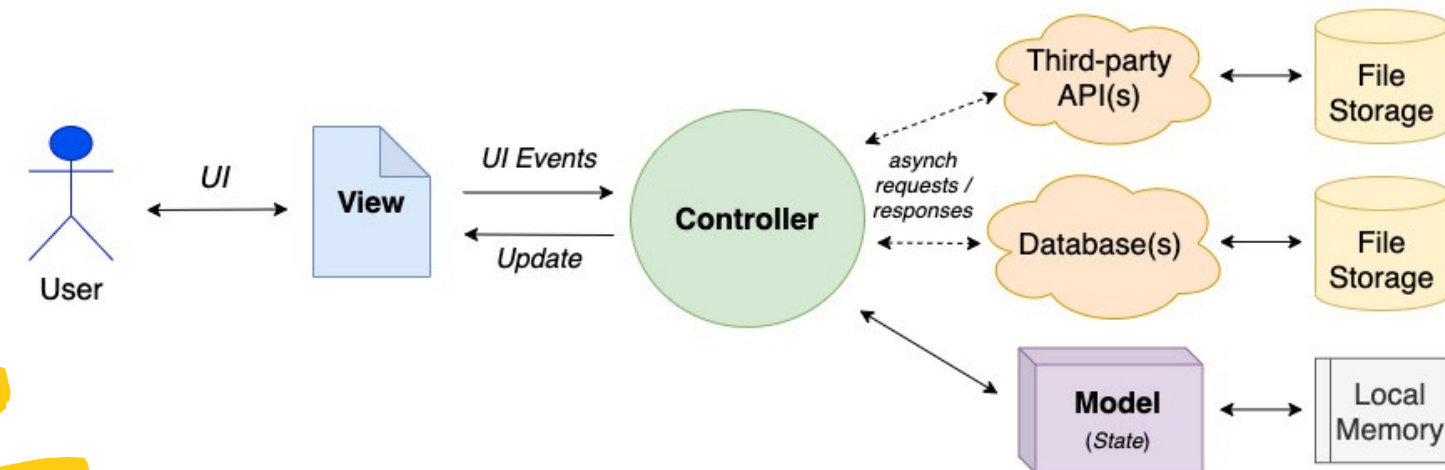 User
UI
View
UI Events
Update
Controller
asynch
requests /
responses
Third-party
API(s)
File
Storage
Database(s)
File
Storage
Model
(State)
Local
Memory